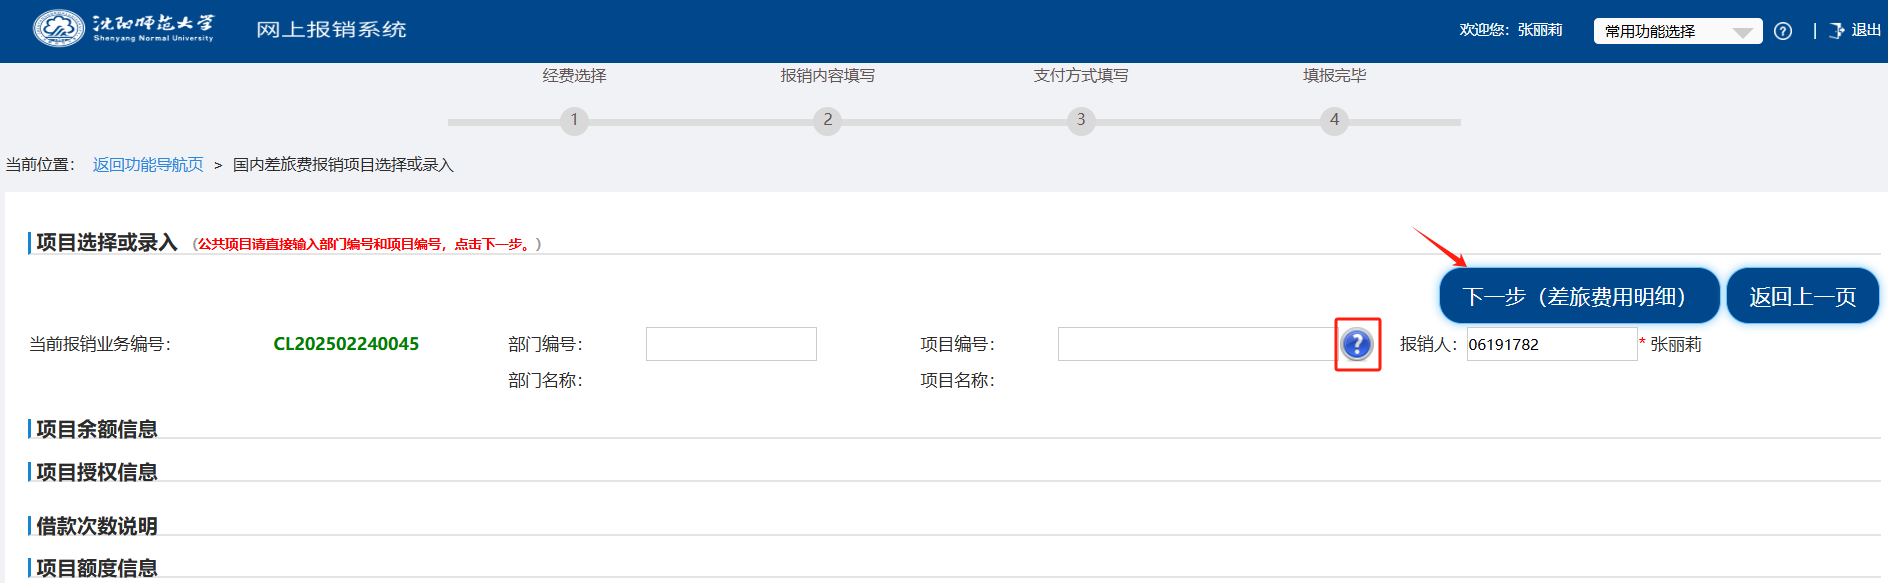 沈阳师范大学
Shenyang Normal University
网上报销系统
欢迎您：张丽莉
常用功能选择
?
|
退出
经费选择
报销内容填写
支付方式填写
填报完毕
1
2
3
4
当前位置： 返回功能导航页 > 国内差旅费报销项目选择或录入
项目选择或录入 （公共项目请直接输入部门编号和项目编号，点击下一步。）
下一步（差旅费用明细） 返回上一页
当前报销业务编号： CL202502240045 部门编号： 项目编号： ? 报销人： 06191782 * 张丽莉
部门名称： 项目名称：
项目余额信息
项目授权信息
借款次数说明
项目额度信息